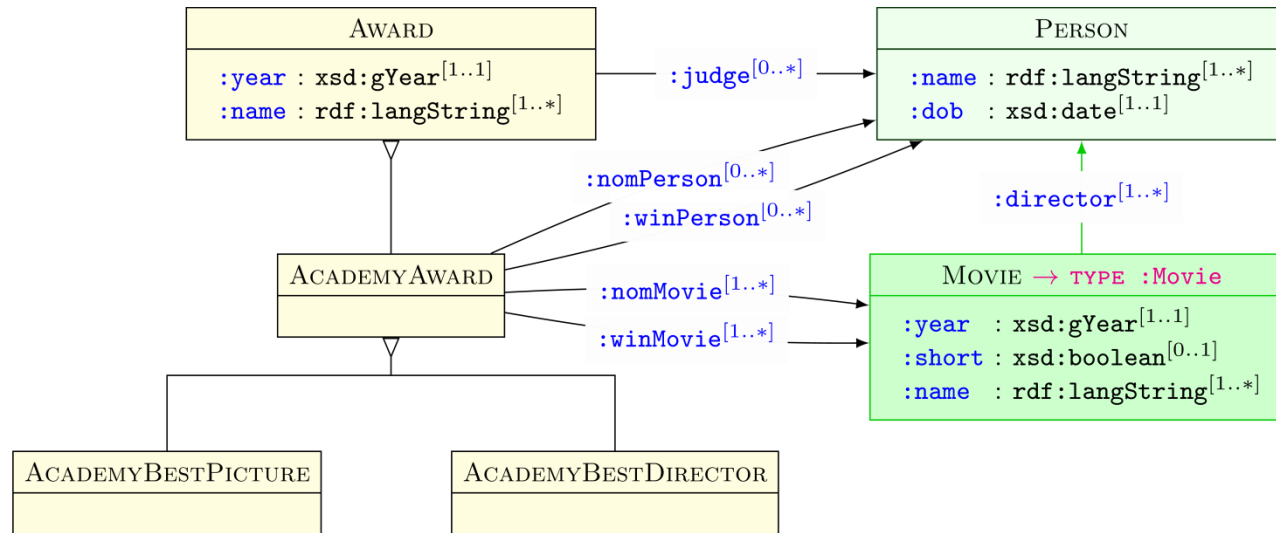 AWARD
:year : xsd:gYear[1..1]
:name : rdf:langString[1..*]
:judge[0..*]
PERSON
:name : rdf:langString[1..*]
:dob : xsd:date[1..1]
:nomPerson[0..*]
:winPerson[0..*]
:director[1..*]
ACADEMYAWARD
:nomMovie[1..*]
:winMovie[1..*]
MOVIE → TYPE :Movie
:year : xsd:gYear[1..1]
:short : xsd:boolean[0..1]
:name : rdf:langString[1..*]
ACADEMYBESTPICTURE
ACADEMYBESTDIRECTOR